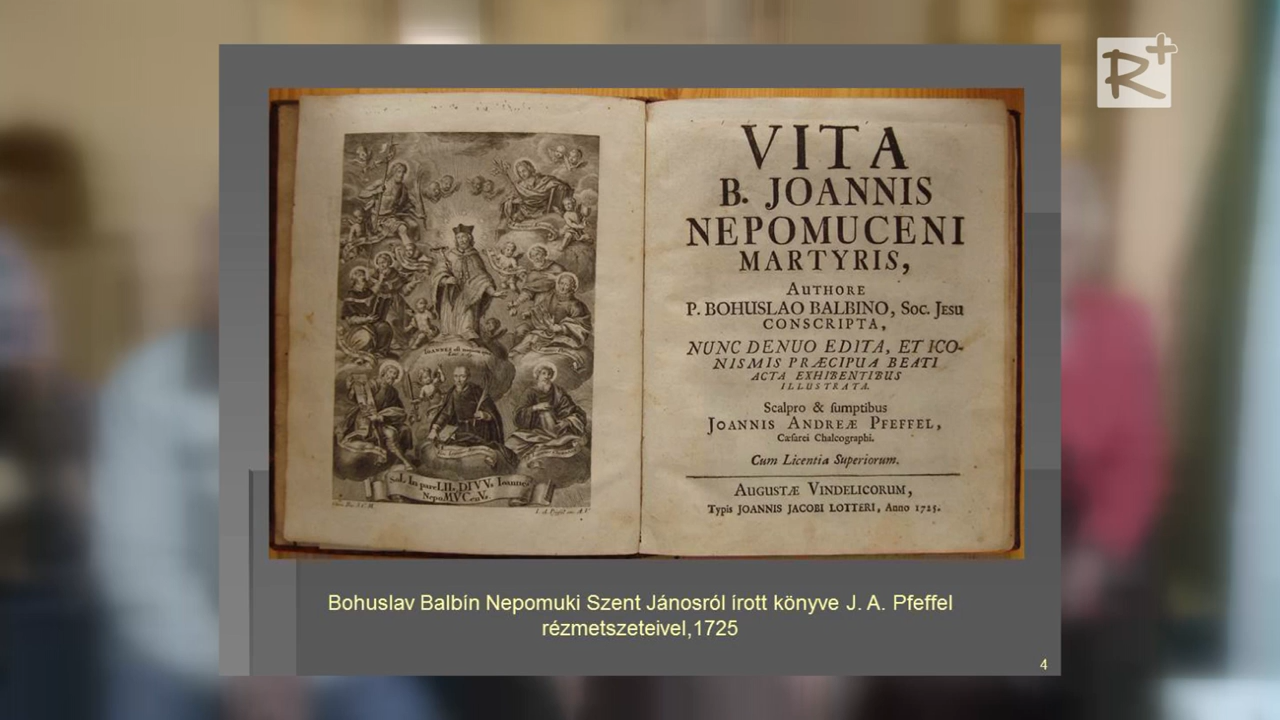 R+
VITA
B. JOANNIS
NEPOMUCENI
MARTYRIS,
AUTHORE
P. BOHUSLAO BALBINO, SOC. JESU
CONSCRIPTA,
NUNC DENUO EDITA, ET ICO-
NISMIS PRÆCIPUA BEATI
ACTA EXHIBENTIBUS
ILLUSTRATA.
Scalpro & ſumptibus
JOANNIS ANDREÆ PFEFFEL,
Cæſarei Chalcographi.
Cum Licentia Superiorum.
AUGUSTÆ VINDELICORUM,
Typis JOANNIS JACOBI LOTTERI, Anno 1725.
Bohuslav Balbín Nepomuki Szent Jánosról írott könyve J. A. Pfeffel
rézmetszeteivel,1725
4